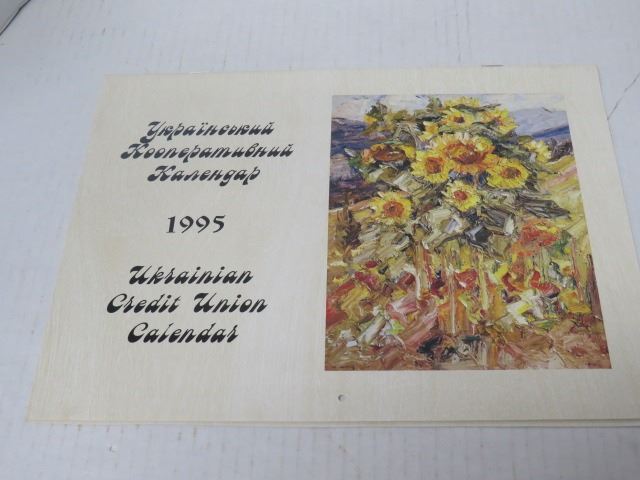 Український
Кооперативний
Календар
1995
Ukrainian
Credit Union
Calendar